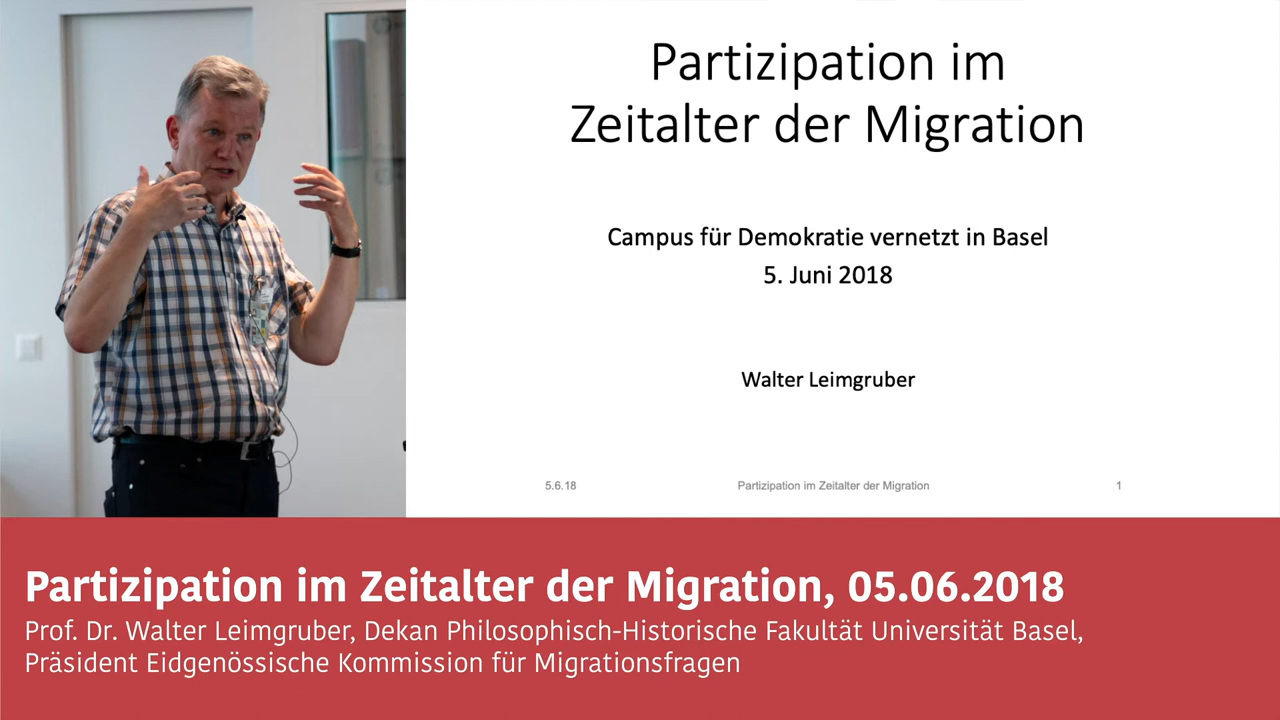 Partizipation im
Zeitalter der Migration
Campus für Demokratie vernetzt in Basel
5. Juni 2018
Walter Leimgruber
5.6.18 Partizipation im Zeitalter der Migration 1
Partizipation im Zeitalter der Migration, 05.06.2018
Prof. Dr. Walter Leimgruber, Dekan Philosophisch-Historische Fakultät Universität Basel,
Präsident Eidgenössische Kommission für Migrationsfragen